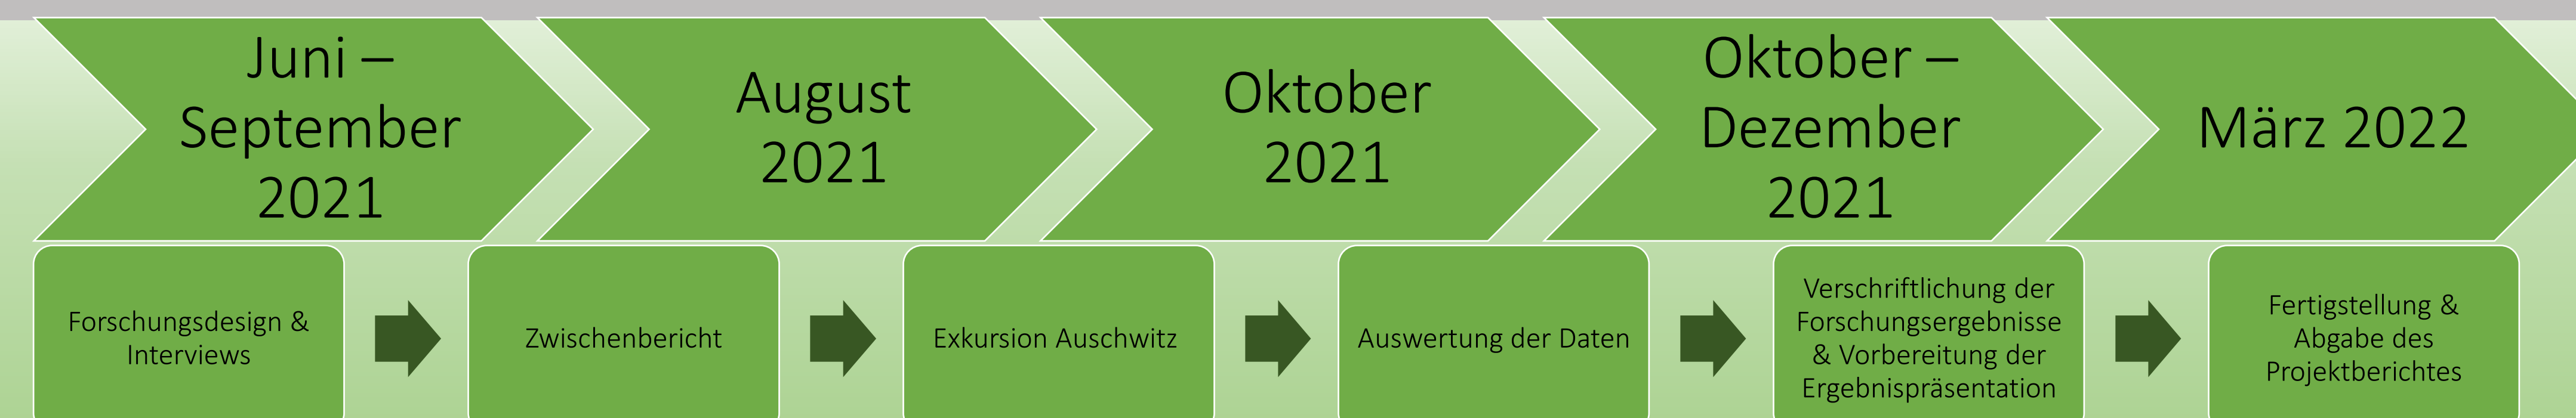 Juni –
September
2021
August
2021
Oktober
2021
Oktober –
Dezember
2021
März 2022
Forschungsdesign &
Interviews
Zwischenbericht
Exkursion Auschwitz
Auswertung der Daten
Verschriftlichung der
Forschungsergebnisse
& Vorbereitung der
Ergebnispräsentation
Fertigstellung &
Abgabe des
Projektberichtes